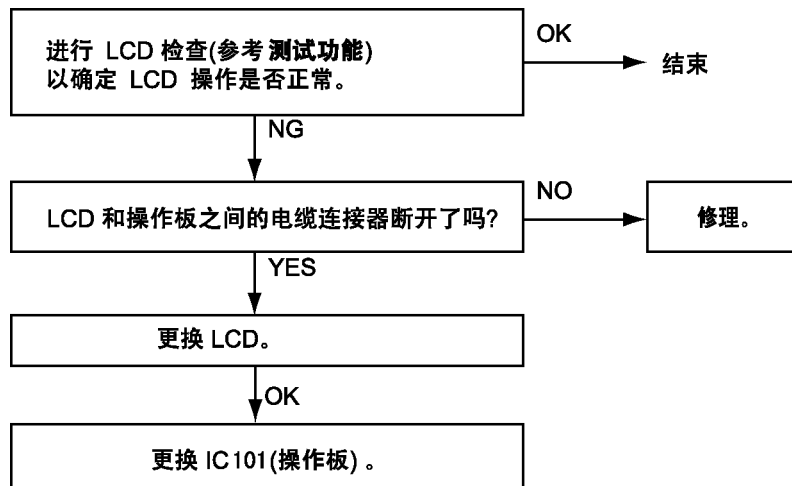 进行 LCD 检查(参考测试功能)
以确定 LCD 操作是否正常。
OK
结束
NG
LCD 和操作板之间的电缆连接器断开了吗?
NO
修理。
YES
更换 LCD。
OK
更换 IC101(操作板) 。